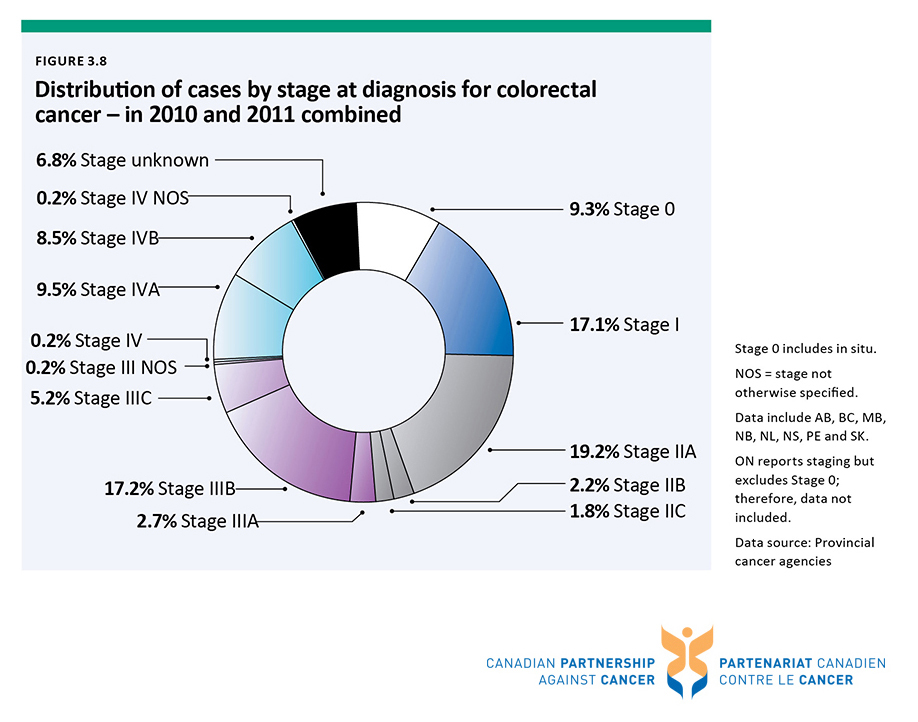 FIGURE 3.8
Distribution of cases by stage at diagnosis for colorectal
cancer – in 2010 and 2011 combined
6.8% Stage unknown
0.2% Stage IV NOS
8.5% Stage IVB
9.5% Stage IVA
0.2% Stage IV
0.2% Stage III NOS
5.2% Stage IIIC
17.2% Stage IIIB
2.7% Stage IIIA
9.3% Stage 0
17.1% Stage I
19.2% Stage IIA
2.2% Stage IIB
1.8% Stage IIC
Stage 0 includes in situ.
NOS = stage not
otherwise specified.
Data include AB, BC, MB,
NB, NL, NS, PE and SK.
ON reports staging but
excludes Stage 0;
therefore, data not
included.
Data source: Provincial
cancer agencies
CANADIAN PARTNERSHIP
AGAINST CANCER
PARTENARIAT CANADIEN
CONTRE LE CANCER